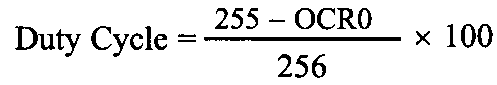 Duty Cycle = (255 – OCR0) / 256 × 100